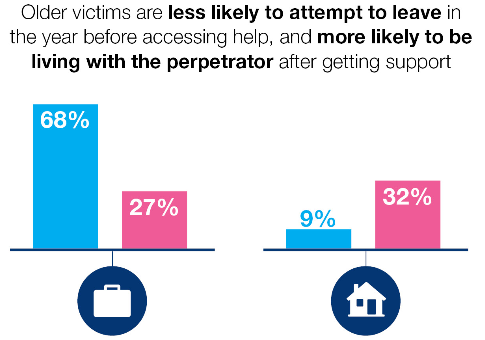 Older victims are less likely to attempt to leave in
the year before accessing help, and more likely to be
living with the perpetrator after getting support
68%
27%
9%
32%